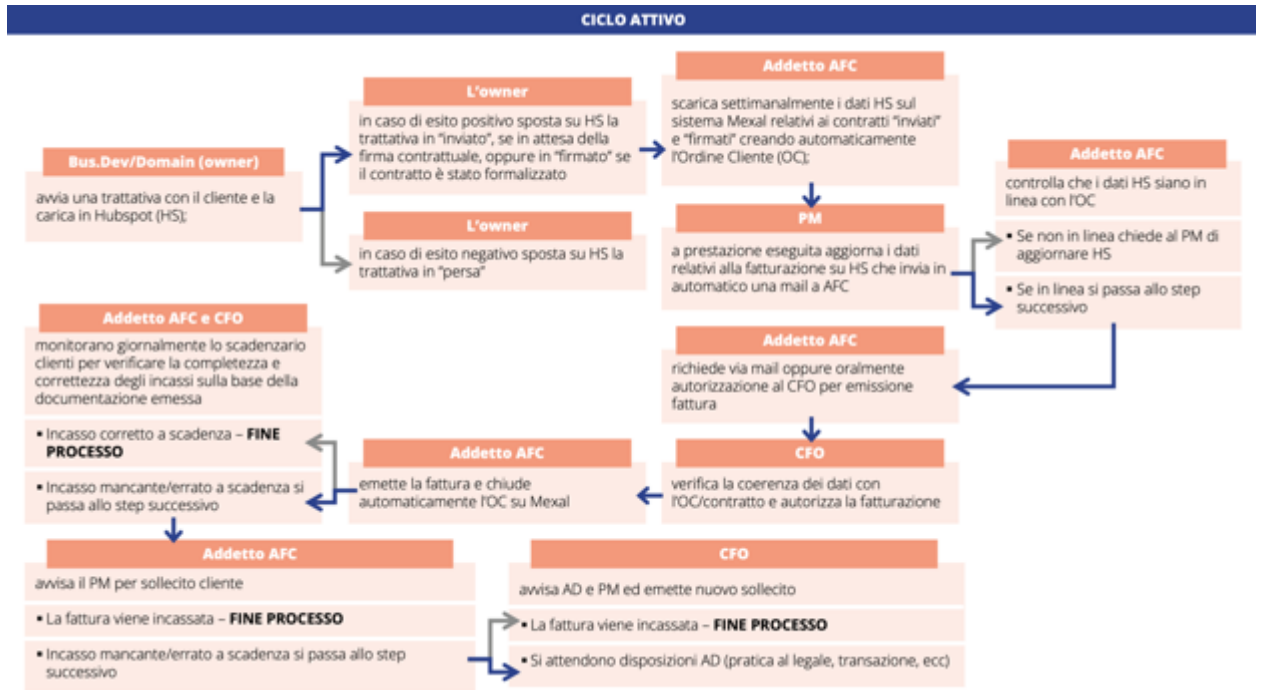 CICLO ATTIVO
Bus.Dev/Domain (owner)
avvia una trattativa con il cliente e la
carica in Hubspot (HS);
L'owner
in caso di esito positivo sposta su HS la
trattativa in "inviato", se in attesa della
firma contrattuale, oppure in "firmato" se
il contratto è stato formalizzato
L'owner
in caso di esito negativo sposta su HS la
trattativa in "persa"
Addetto AFC
scarica settimanalmente i dati HS sul
sistema Mexal relativi ai contratti "inviati"
e "firmati" creando automaticamente
l'Ordine Cliente (OC);
PM
a prestazione eseguita aggiorna i dati
relativi alla fatturazione su HS che invia in
automatico una mail a AFC
Addetto AFC
controlla che i dati HS siano in
linea con l'OC
▪ Se non in linea chiede al PM di
aggiornare HS
▪ Se in linea si passa allo step
successivo
Addetto AFC
richiede via mail oppure oralmente
autorizzazione al CFO per emissione
fattura
CFO
verifica la coerenza dei dati con
l'OC/contratto e autorizza la fatturazione
Addetto AFC
emette la fattura e chiude
automaticamente l'OC su Mexal
Addetto AFC e CFO
monitorano giornalmente lo scadenzario
clienti per verificare la completezza e
correttezza degli incassi sulla base della
documentazione emessa
▪ Incasso corretto a scadenza – FINE
PROCESSO
▪ Incasso mancante/errato a scadenza si
passa allo step successivo
Addetto AFC
avvisa il PM per sollecito cliente
▪ La fattura viene incassata – FINE PROCESSO
▪ Incasso mancante/errato a scadenza si passa allo step
successivo
CFO
avvisa AD e PM ed emette nuovo sollecito
▪ La fattura viene incassata – FINE PROCESSO
▪ Si attendono disposizioni AD (pratica al legale, transazione, ecc)